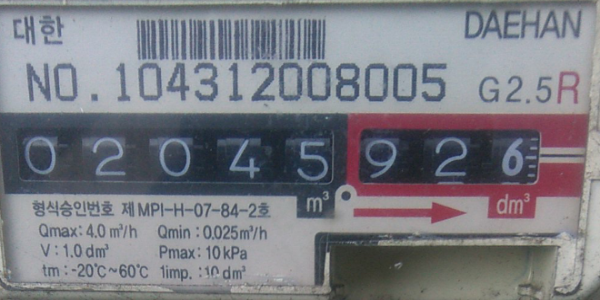 대한 DAEHAN
NO.104312008005 G2.5R
02045 926
m³ dm³
형식승인번호 제 MPI-H-07-84-2호
Qmax: 4.0 m³/h Qmin: 0,025m³/h
V: 1.0 dm³ Pmax: 10 kPa
tm: -20℃~60℃ 1imp.: 10 dm³